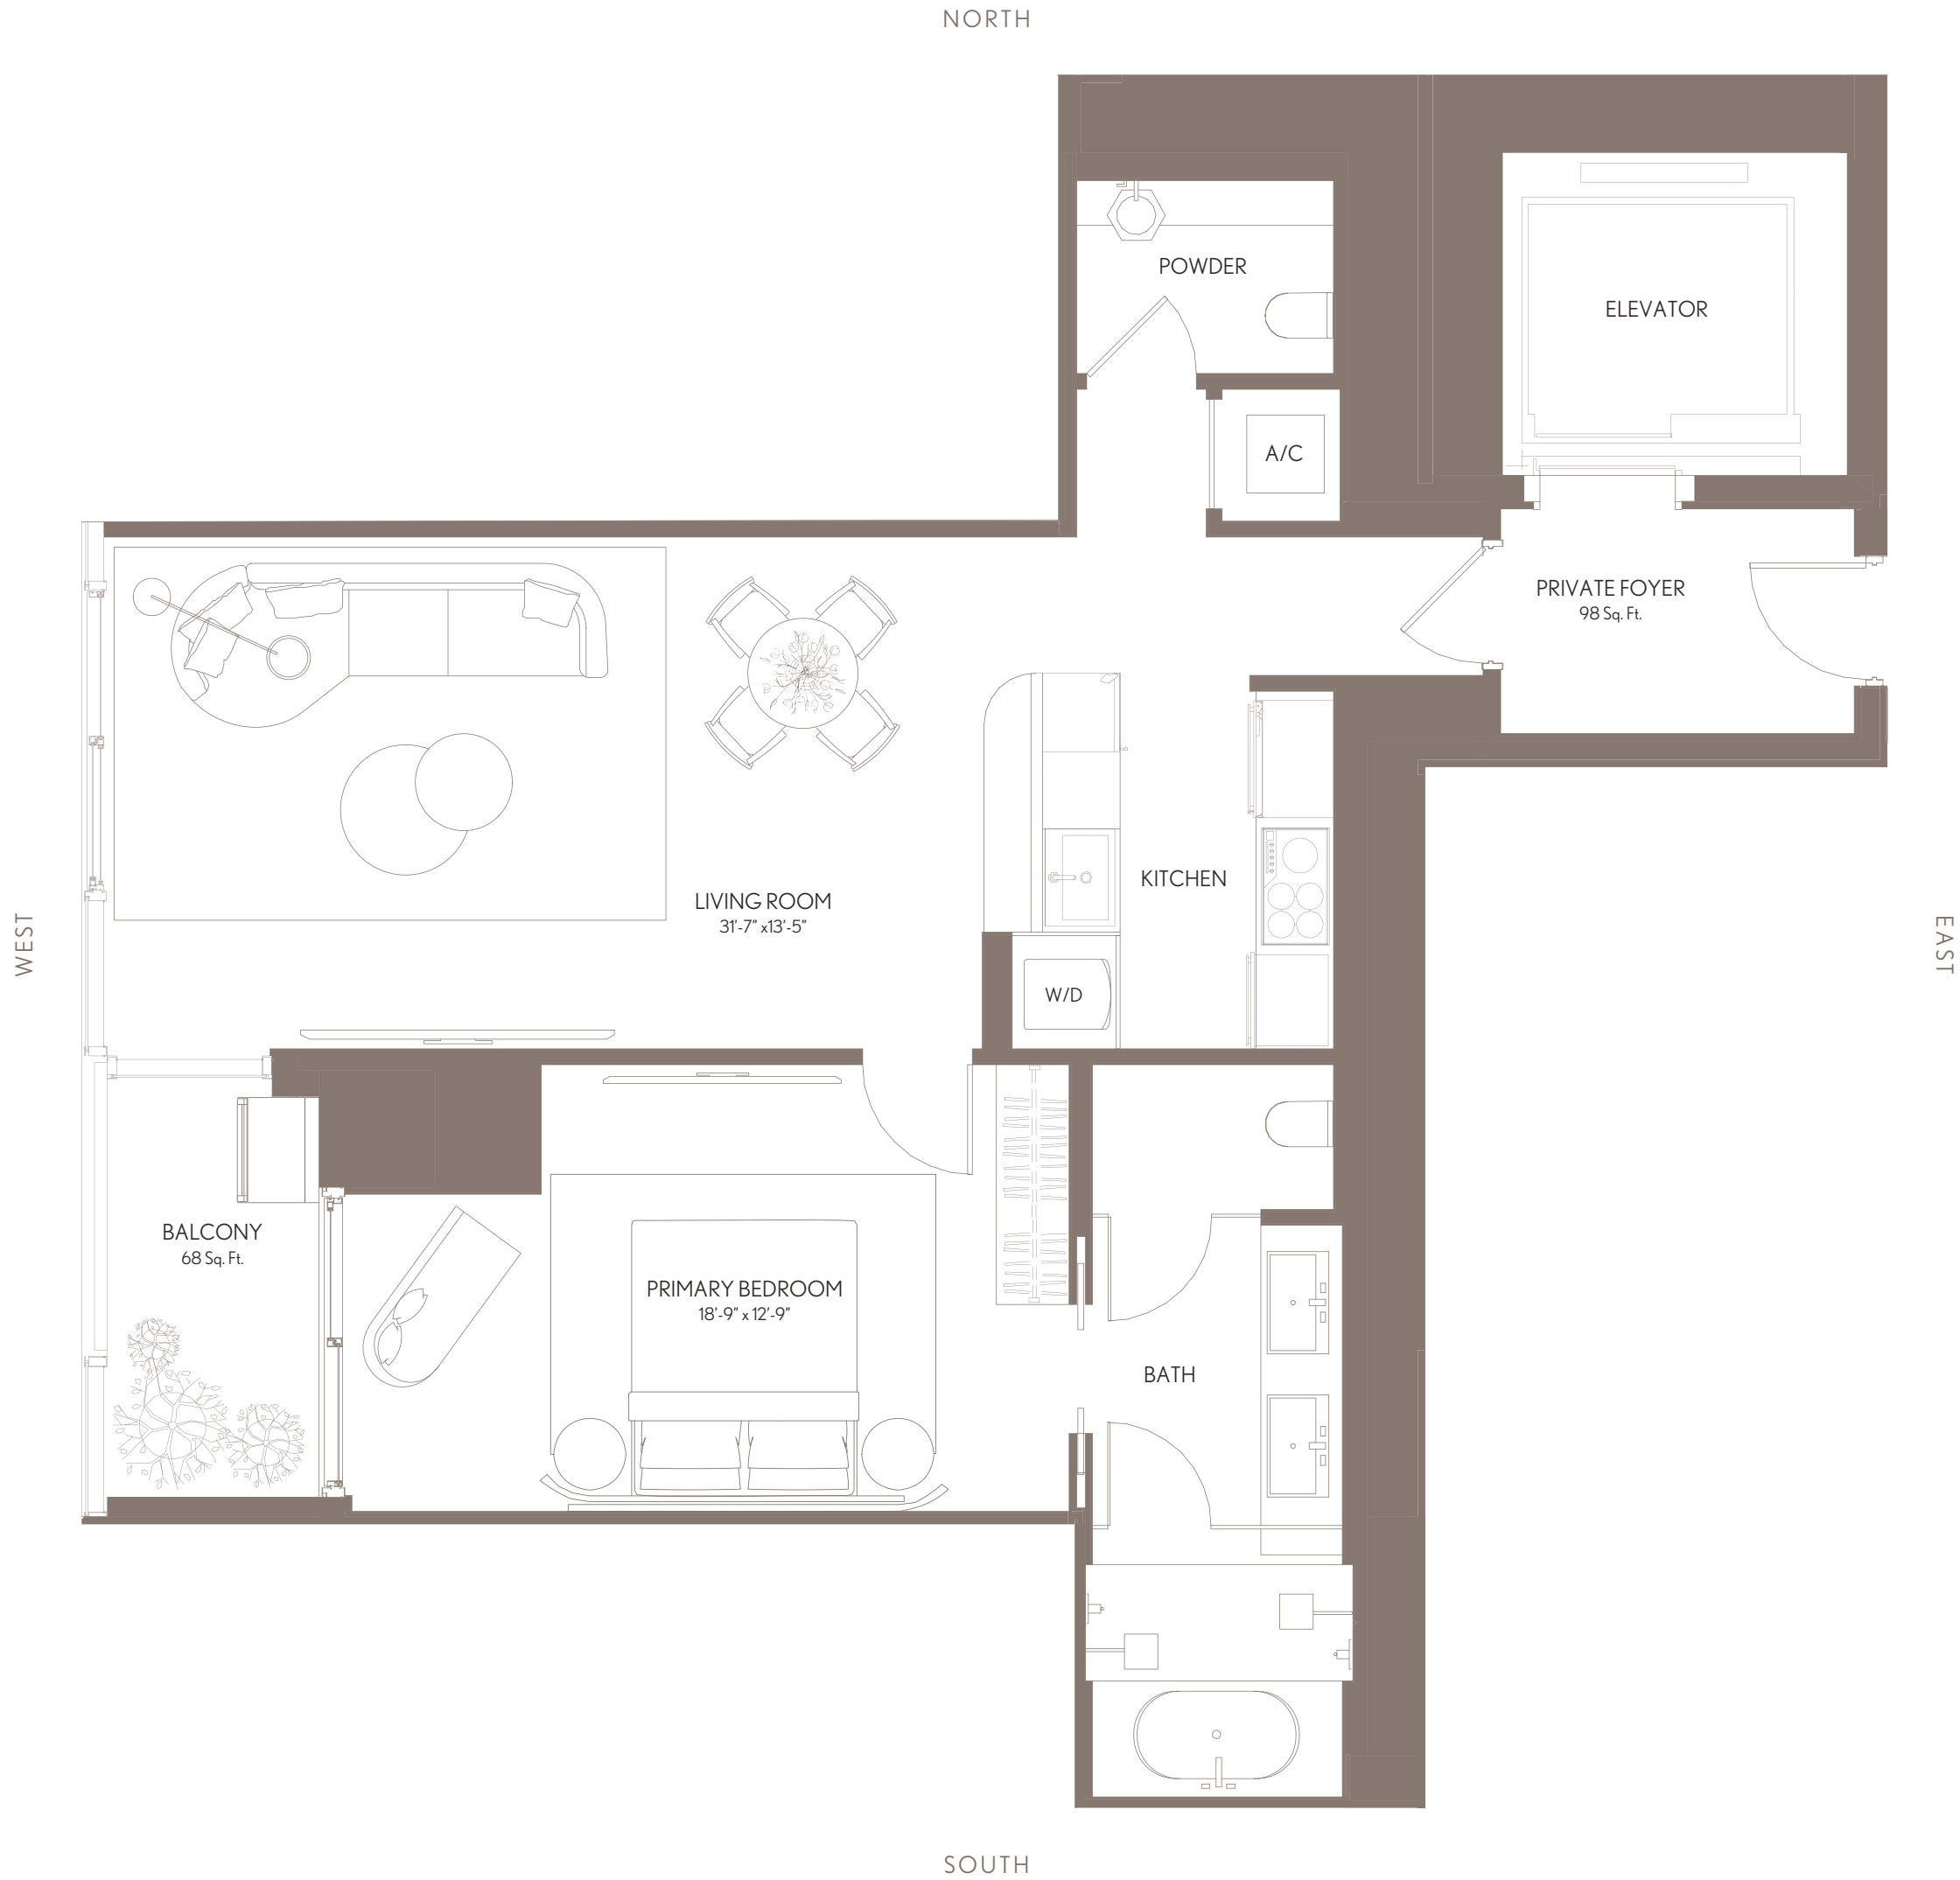 NORTH
POWDER
ELEVATOR
A/C
PRIVATE FOYER
98 Sq. Ft.
KITCHEN
LIVING ROOM
31'-7" x13'-5"
WEST
EAST
W/D
BALCONY
68 Sq. Ft.
PRIMARY BEDROOM
18'-9" x 12'-9"
BATH
SOUTH